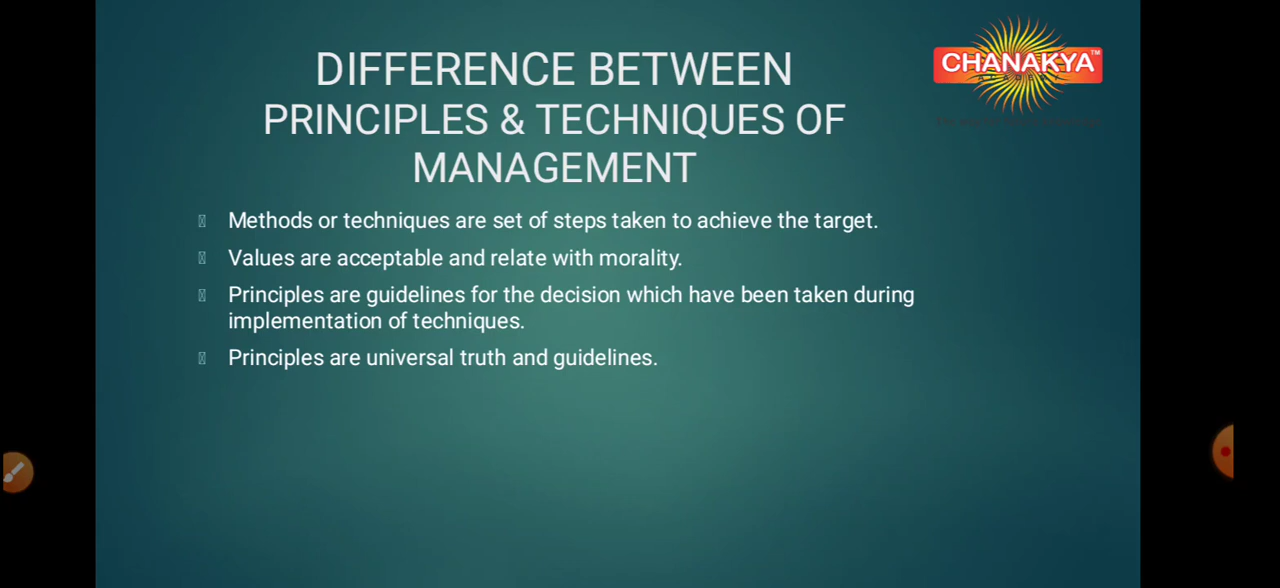 DIFFERENCE BETWEEN
PRINCIPLES & TECHNIQUES OF
MANAGEMENT
CHANAKYA™
Methods or techniques are set of steps taken to achieve the target.
Values are acceptable and relate with morality.
Principles are guidelines for the decision which have been taken during
implementation of techniques.
Principles are universal truth and guidelines.